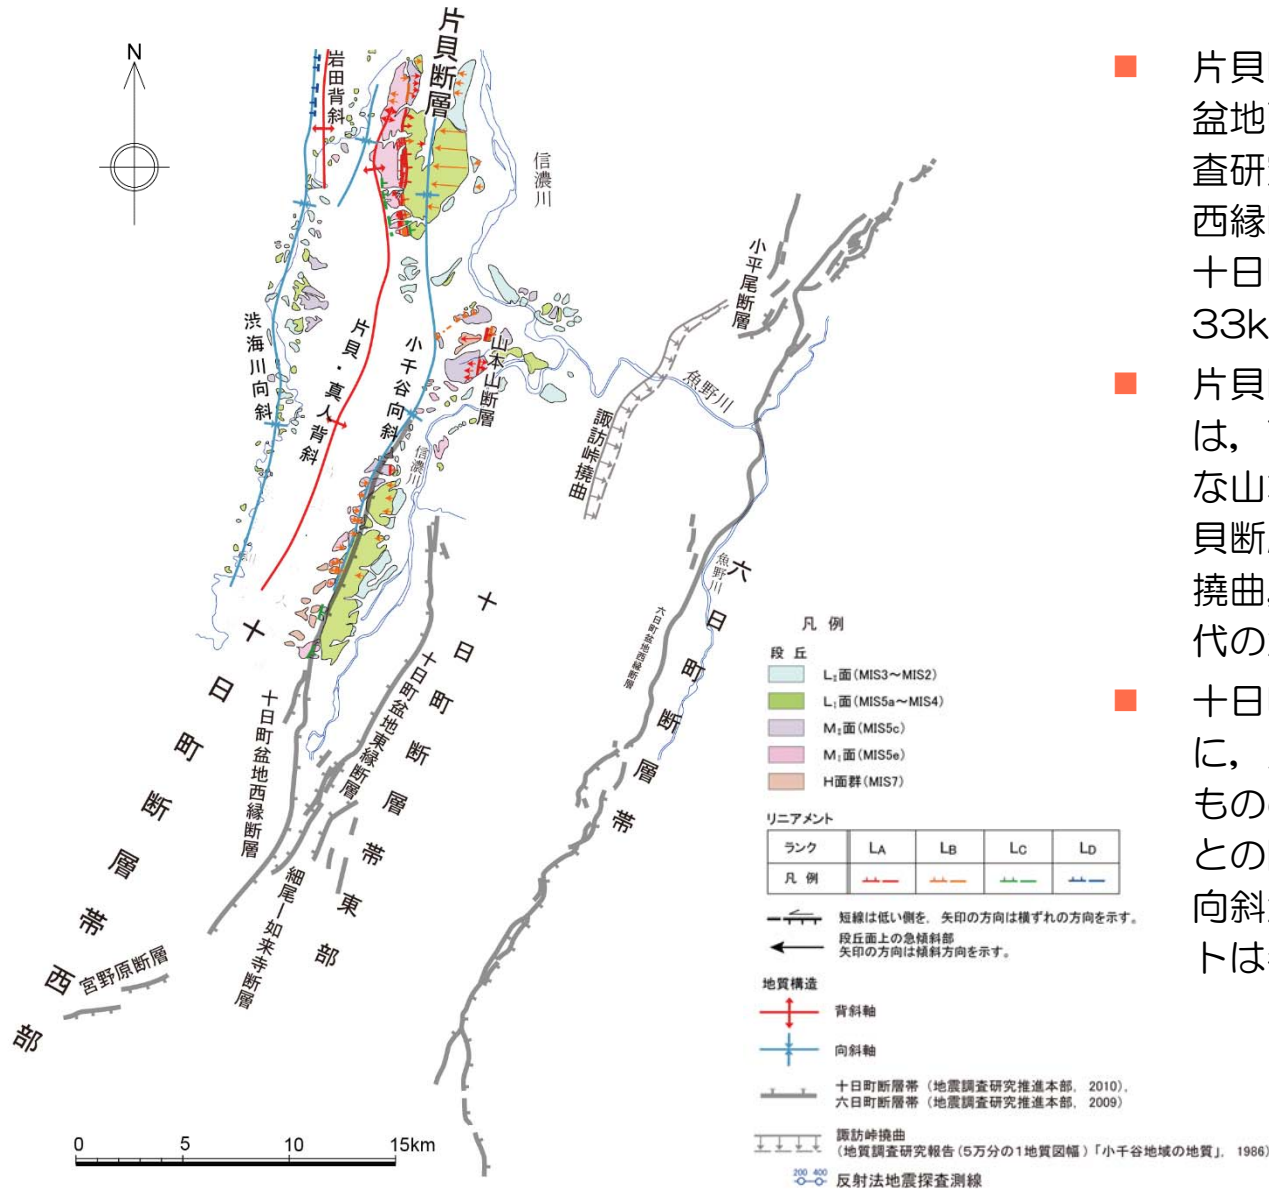 N
片貝断層
岩田背斜
信濃川
小平尾断層
渋海川向斜
片貝・真人背斜
小千谷向斜
山本山断層
魚野川
諏訪峠撓曲
信濃川
魚野川
六日町断層帯
六日町盆地西縁断層
十日町断層帯西部
十日町断層帯東部
十日町盆地西縁断層
十日町盆地東縁断層
細尾ー如来寺断層
宮野原断層
0 5 10 15km
凡 例
段 丘
L₂面(MIS3～MIS2)
L₁面(MIS5a～MIS4)
M₂面(MIS5c)
M₁面(MIS5e)
H面群(MIS7)
リニアメント
ランク LA LB LC LD
凡 例
短線は低い側を、矢印の方向は横ずれの方向を示す。
段丘面上の急傾斜部
矢印の方向は傾斜方向を示す。
地質構造
背斜軸
向斜軸
十日町断層帯（地震調査研究推進本部，2010），
六日町断層帯（地震調査研究推進本部，2009）
諏訪峠撓曲
（地質調査研究報告(5万分の1地質図幅)「小千谷地域の地質」，1986)
200 400
反射法地震探査測線
■ 片貝
盆地
査研
西縁
十日
33k
■ 片貝
は，
な山
貝断
撓曲
代の
■ 十日
に，
もの
との
向斜
トは